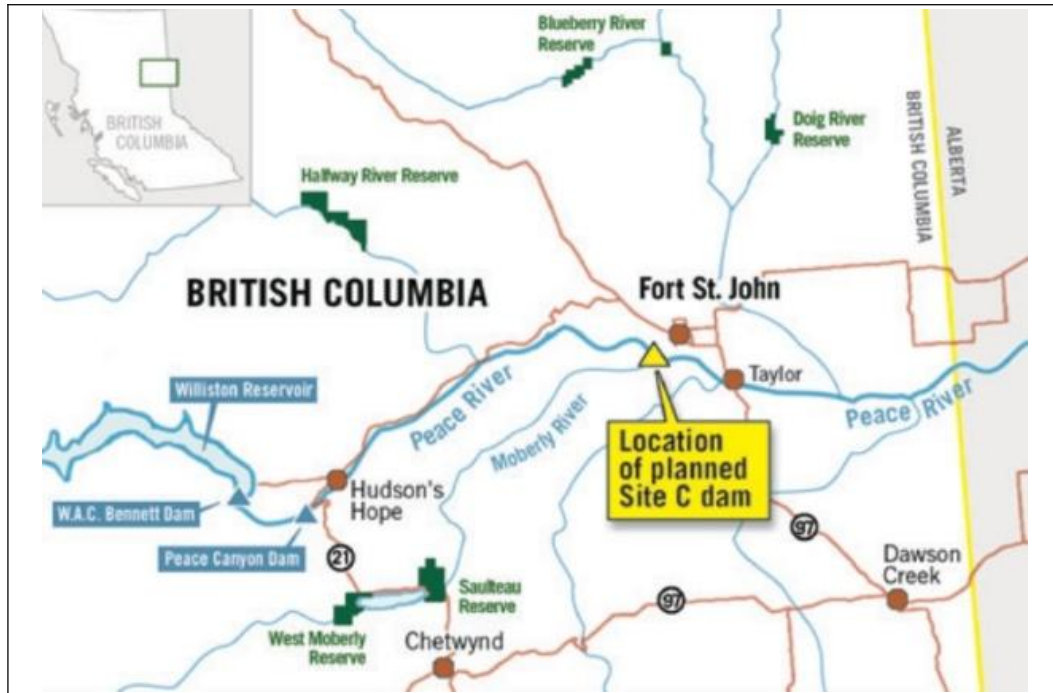 Blueberry River
Reserve
BRITISH
COLUMBIA
Doig River
Reserve
ALBERTA
BRITISH COLUMBIA
Halfway River Reserve
BRITISH COLUMBIA
Fort St. John
Williston Reservoir
Peace River
Moberly River
Taylor
Peace River
Location
of planned
Site C dam
W.A.C. Bennett Dam
Hudson's
Hope
Peace Canyon Dam
21
97
Dawson
Creek
Saulteau
Reserve
97
West Moberly
Reserve
Chetwynd